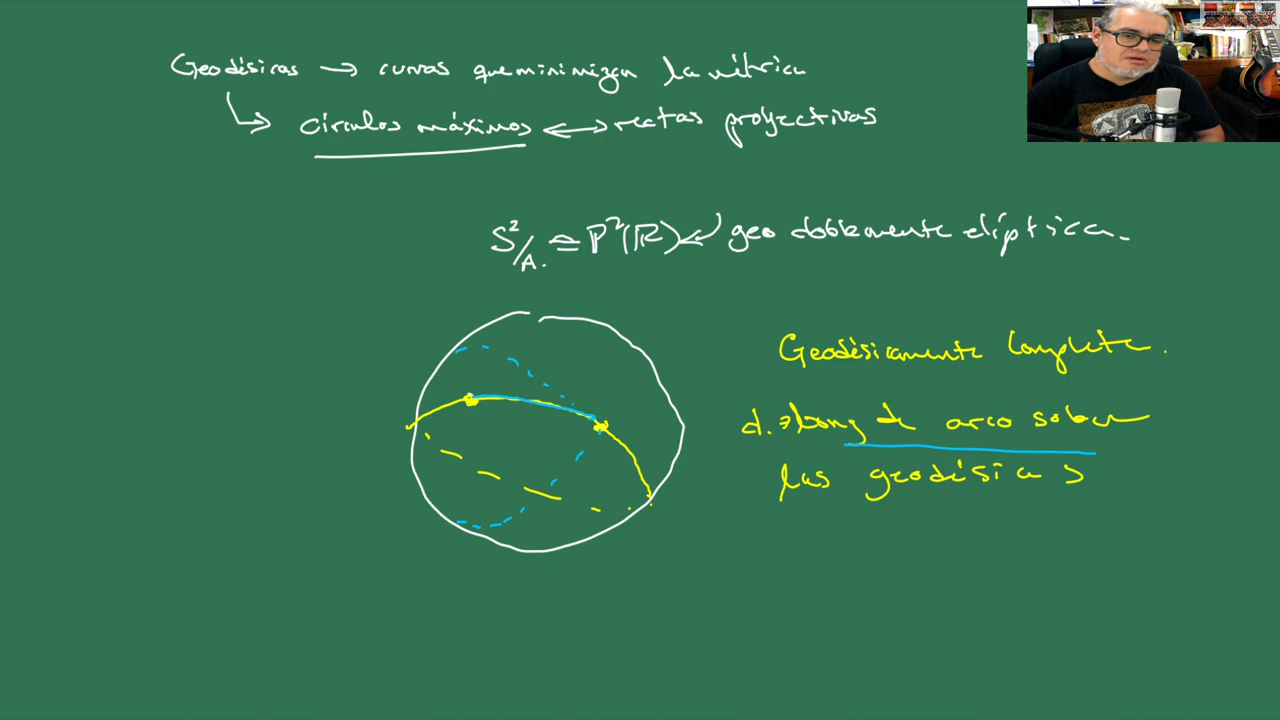 Geodésicas → curvas que minimizan la métrica
↳ círculos máximos ↔ rectas proyectivas
S²/A. ≃ P²(ℝ) ↙ geo doblemente elíptica.
Geodésicamente Completa.
d. → long de arco sobre
las geodésicas